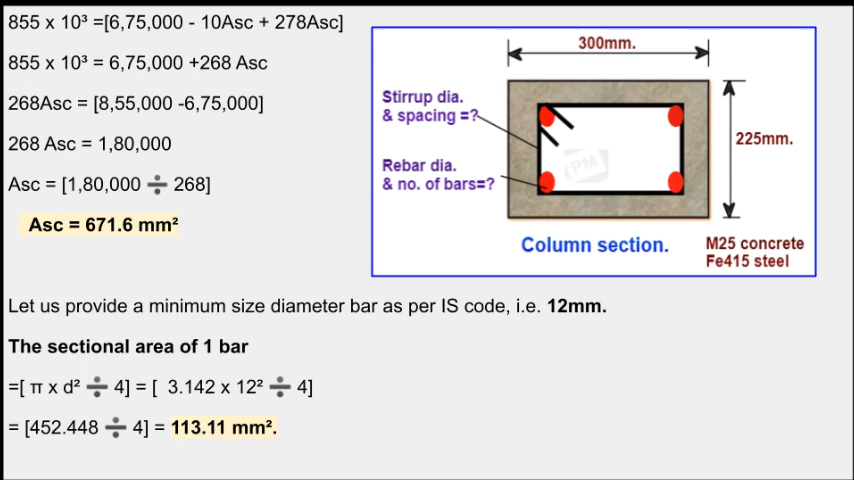 855 x 10³ =[6,75,000 - 10Asc + 278Asc]
855 x 10³ = 6,75,000 +268 Asc
268Asc = [8,55,000 -6,75,000]
268 Asc = 1,80,000
Asc = [1,80,000 ➗ 268]
Asc = 671.6 mm²
300mm.
Stirrup dia.
& spacing =?
225mm.
PM
Rebar dia.
& no. of bars=?
Column section.
M25 concrete
Fe415 steel
Let us provide a minimum size diameter bar as per IS code, i.e. 12mm.
The sectional area of 1 bar
=[ π x d² ➗ 4] = [ 3.142 x 12² ➗ 4]
= [452.448 ➗ 4] = 113.11 mm².